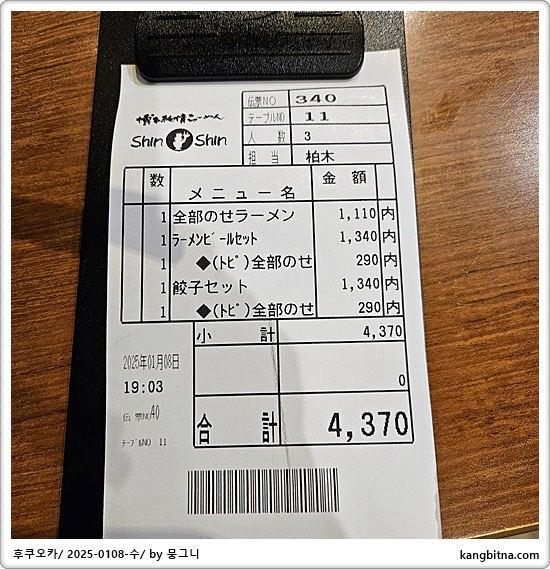 伝票NO 340
テーブルNO 11
人数 3
担当 柏木
博多純情らーめん
Shin Shin
数 メニュー名 金額
1 全部のせラーメン 1,110 内
1 ﾗｰﾒﾝﾋﾞｰﾙｾｯﾄ 1,340 内
1 ◆(ﾄﾋﾟ)全部のせ 290 内
1 餃子セット 1,340 内
1 ◆(ﾄﾋﾟ)全部のせ 290 内
小計 4,370
0
合計 4,370
2025年01月08日
19:03
伝票NO40
ﾃｰﾌﾞﾙNO 11
후쿠오카/ 2025-0108-수/ by 뭉그니
kangbitna.com